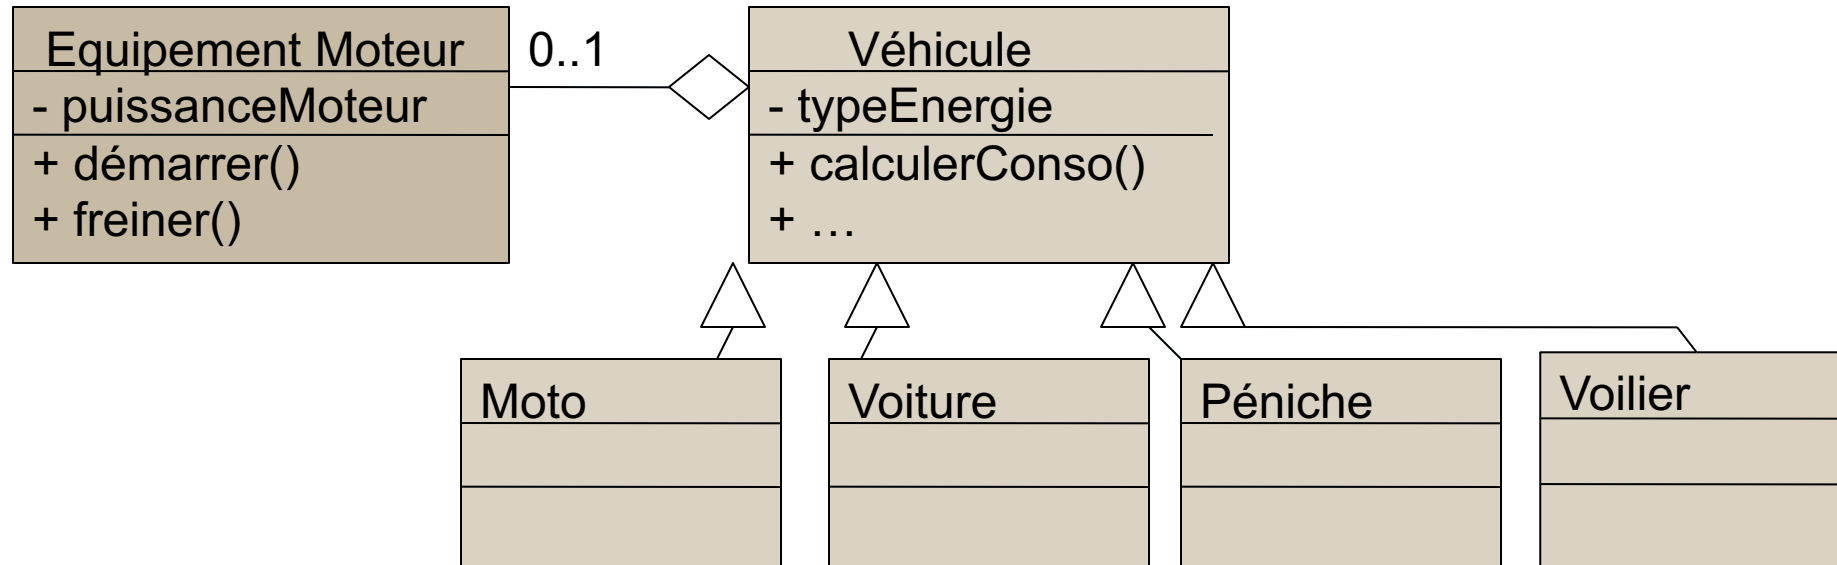 Equipement Moteur
- puissanceMoteur
+ démarrer()
+ freiner()
0..1
Véhicule
- typeEnergie
+ calculerConso()
+ …
Moto
Voiture
Péniche
Voilier